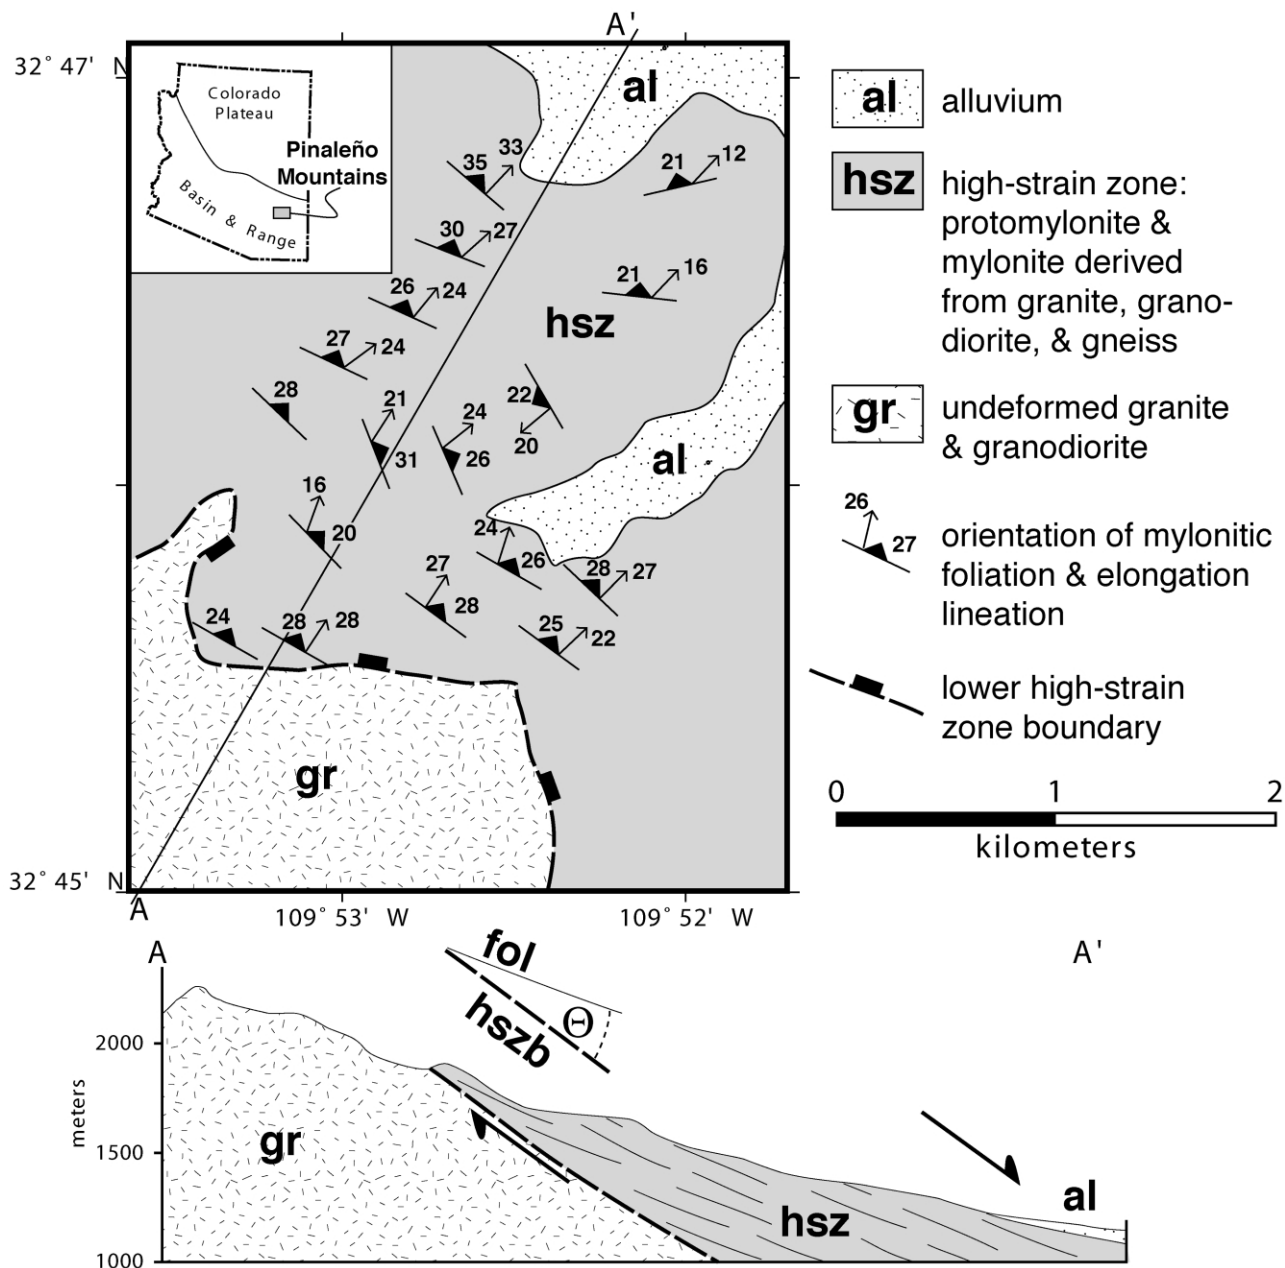 A'
32° 47' N
Colorado
Plateau
Pinaleño
Mountains
Basin & Range
al
33
35
21
12
30
27
26
24
21
16
hsz
27
24
28
21
31
24
26
22
20
al
16
20
24
26
27
28
28
27
24
28
28
25
22
gr
32° 45' N
A
109° 53' W
109° 52' W
al
alluvium
hsz
high-strain zone:
protomylonite &
mylonite derived
from granite, grano-
diorite, & gneiss
gr
undeformed granite
& granodiorite
26
27
orientation of mylonitic
foliation & elongation
lineation
lower high-strain
zone boundary
0 1 2
kilometers
A
A'
fol
hszb
Θ
2000
1500
1000
meters
gr
hsz
al